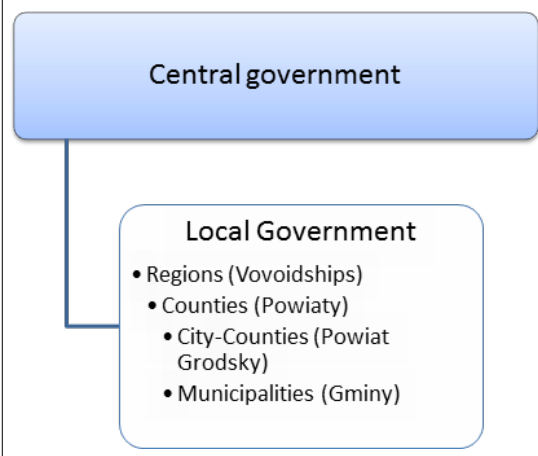 Central government
Local Government
• Regions (Vovoidships)
• Counties (Powiaty)
• City-Counties (Powiat
Grodsky)
• Municipalities (Gminy)